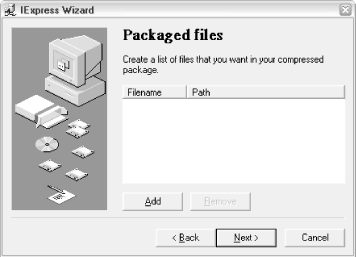 IExpress Wizard
Packaged files
Create a list of files that you want in your compressed
package.
Filename Path
Add Remove
< Back Next > Cancel